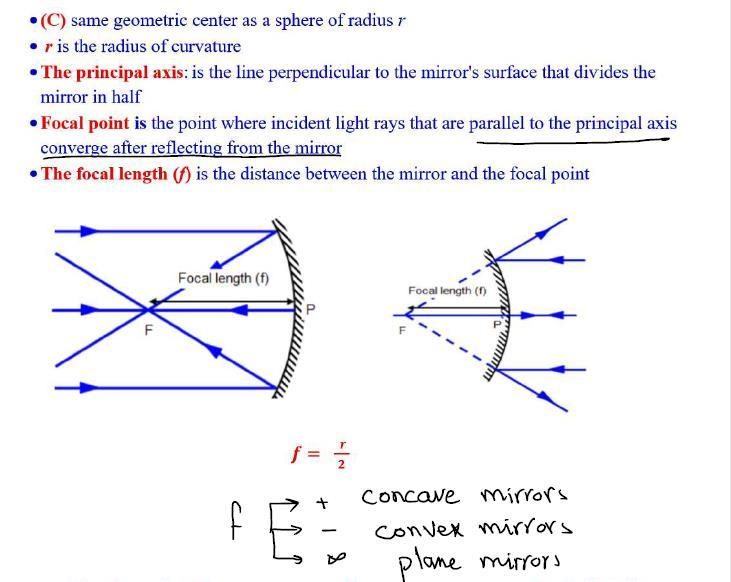 • (C) same geometric center as a sphere of radius r
• r is the radius of curvature
• The principal axis: is the line perpendicular to the mirror's surface that divides the
mirror in half
• Focal point is the point where incident light rays that are parallel to the principal axis
converge after reflecting from the mirror
• The focal length (f) is the distance between the mirror and the focal point
Focal length (f)
F
P
Focal length (f)
F
P
f = r/2
f
+ concave mirrors
− convex mirrors
∞ plane mirrors